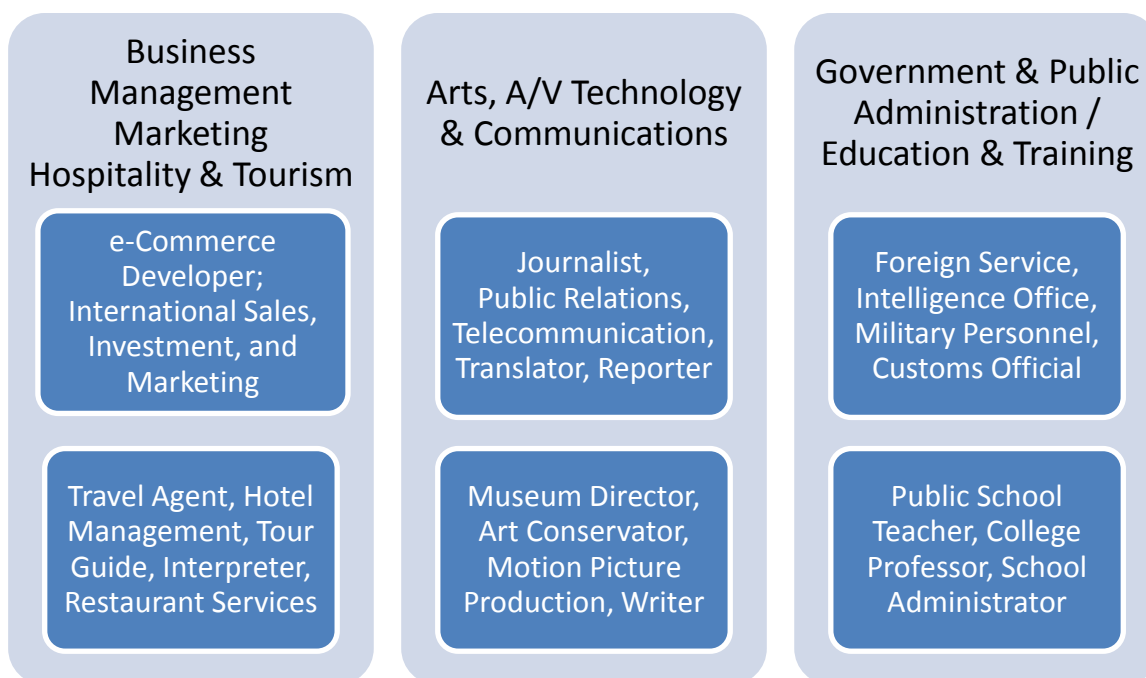 Business
Management
Marketing
Hospitality & Tourism
e-Commerce
Developer;
International Sales,
Investment, and
Marketing
Travel Agent, Hotel
Management, Tour
Guide, Interpreter,
Restaurant Services
Arts, A/V Technology
& Communications
Journalist,
Public Relations,
Telecommunication,
Translator, Reporter
Museum Director,
Art Conservator,
Motion Picture
Production, Writer
Government & Public
Administration /
Education & Training
Foreign Service,
Intelligence Office,
Military Personnel,
Customs Official
Public School
Teacher, College
Professor, School
Administrator